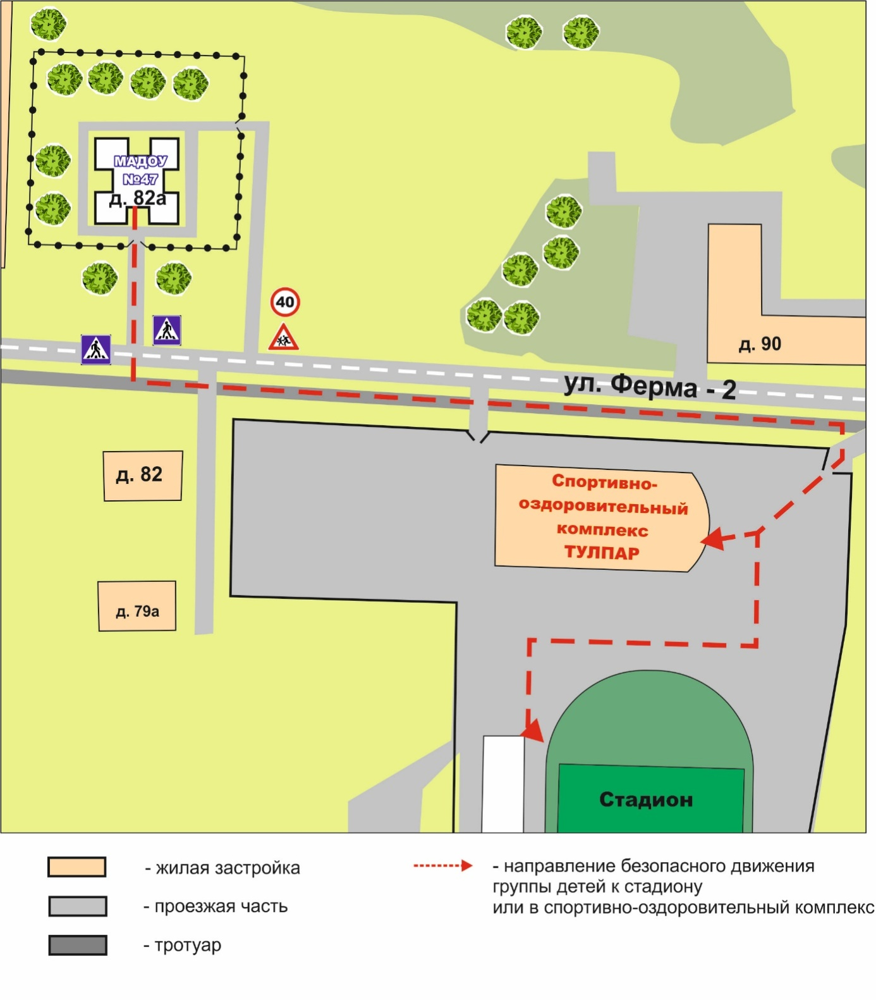 МАДОУ
№47
д. 82а
40
д. 90
ул. Ферма - 2
д. 82
Спортивно-
оздоровительный
комплекс
ТУЛПАР
д. 79а
Стадион
- жилая застройка
- проезжая часть
- тротуар
- направление безопасного движения
группы детей к стадиону
или в спортивно-оздоровительный комплекс